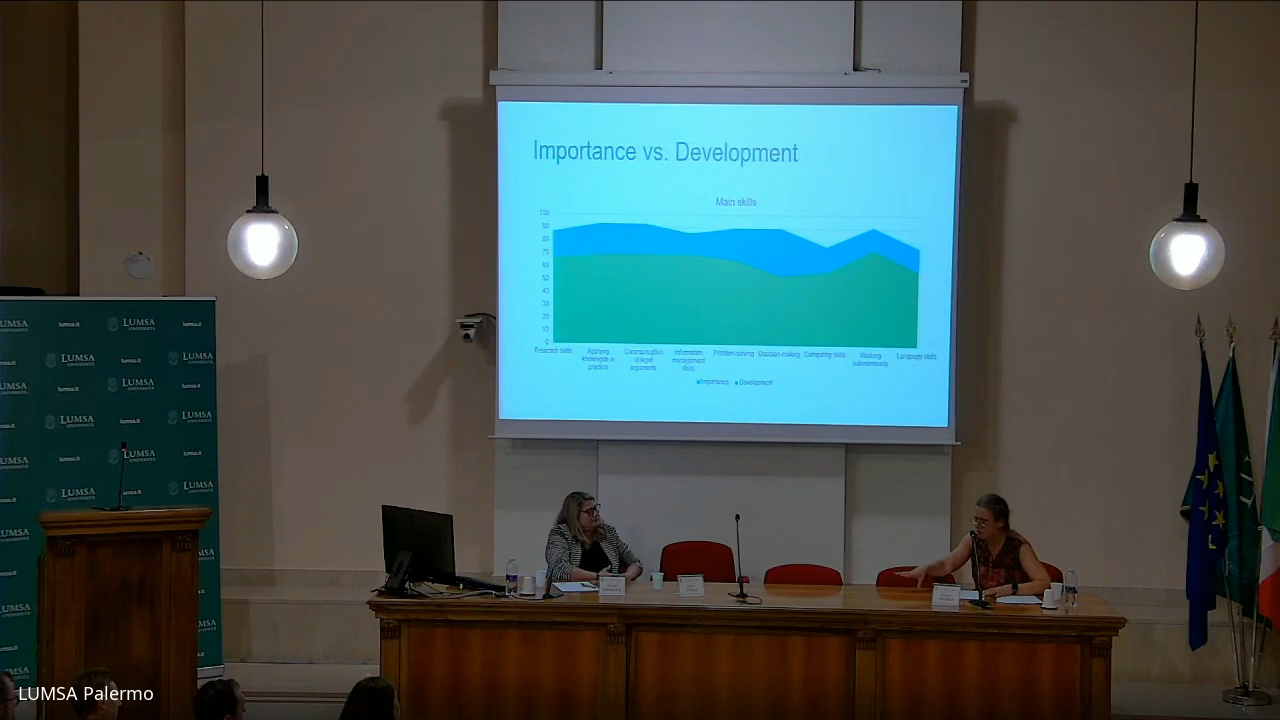 Importance vs. Development
Main skills
100
90
80
70
60
50
40
30
20
10
0
Research skills
Applying
knowlegde in
practice
Communication
of legal
arguments
Information
management
skills
Problem-solving
Decision-making
Computing skills
Working
autonomously
Language skills
Importance
Development
LUMSA
UNIVERSITÀ
lumsa.it
LUMSA Palermo